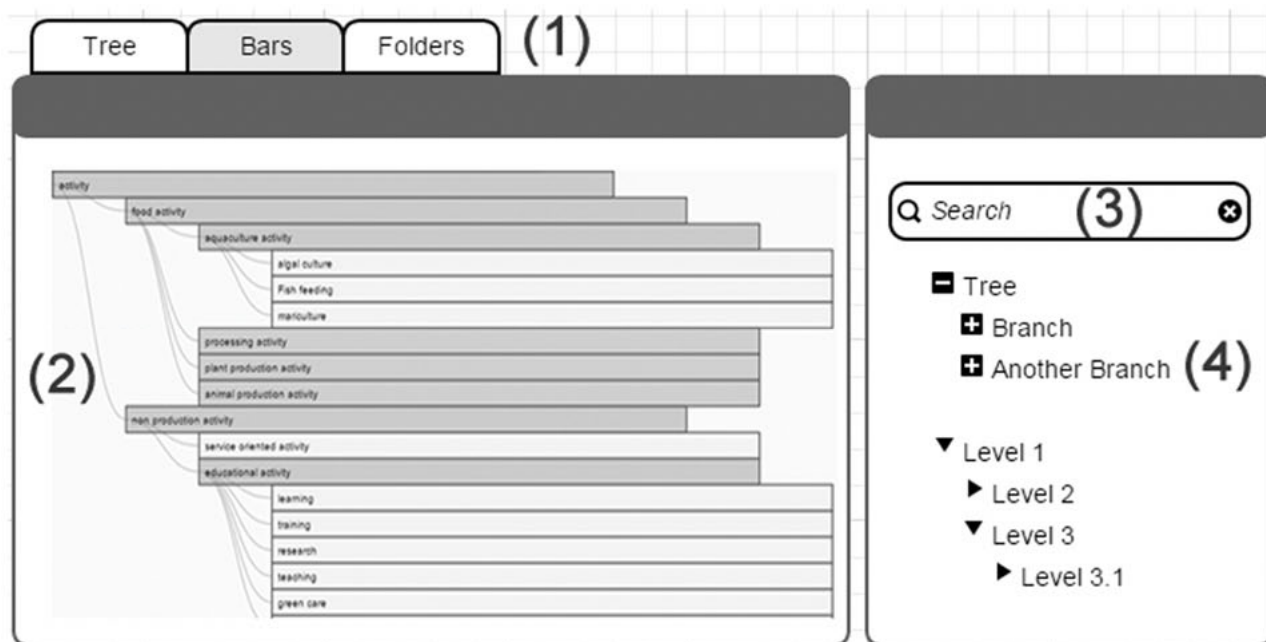 Tree Bars Folders (1)
activity
food activity
aquaculture activity
algal culture
Fish feeding
mariculture
processing activity
plant production activity
animal production activity
non production activity
service oriented activity
educational activity
learning
training
research
teaching
green care
(2)
Search (3)
Tree
Branch
Another Branch (4)
Level 1
Level 2
Level 3
Level 3.1